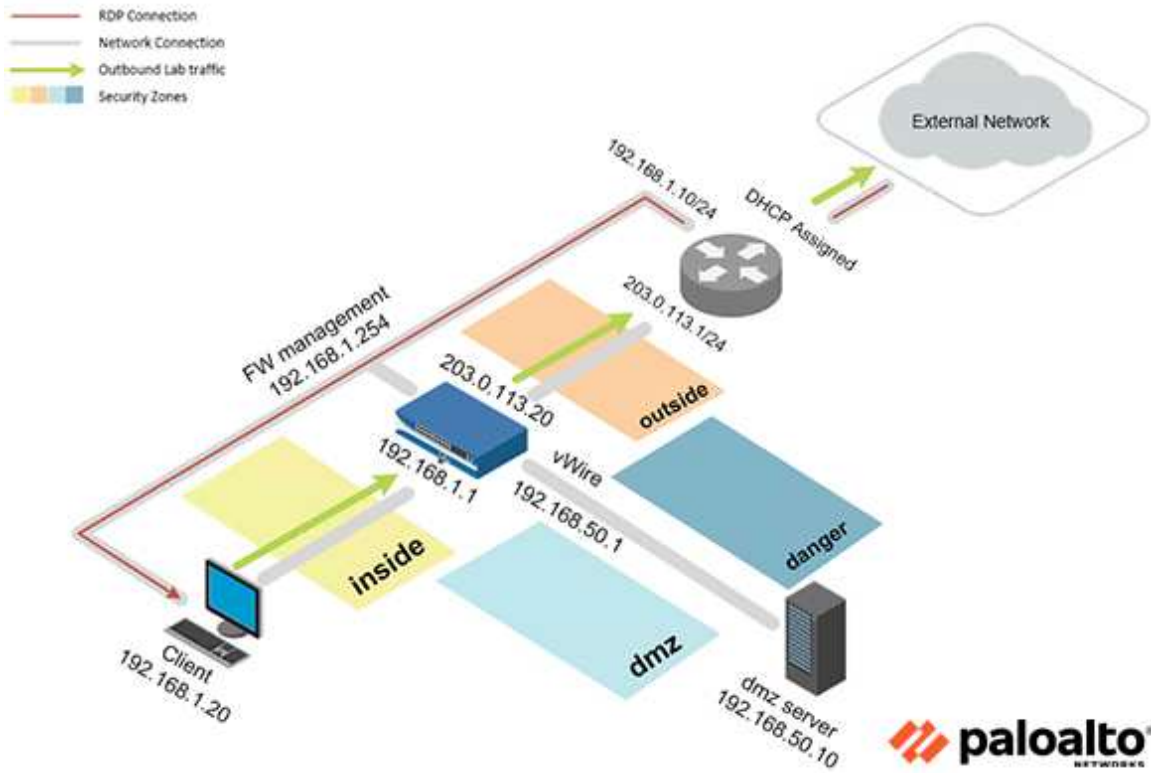 RDP Connection
Network Connection
Outbound Lab traffic
Security Zones
External Network
192.168.1.10/24
DHCP Assigned
203.0.113.1/24
FW management
192.168.1.254
203.0.113.20
outside
192.168.1.1
vWire
192.168.50.1
danger
inside
dmz
Client
192.168.1.20
dmz server
192.168.50.10
paloalto
NETWORKS